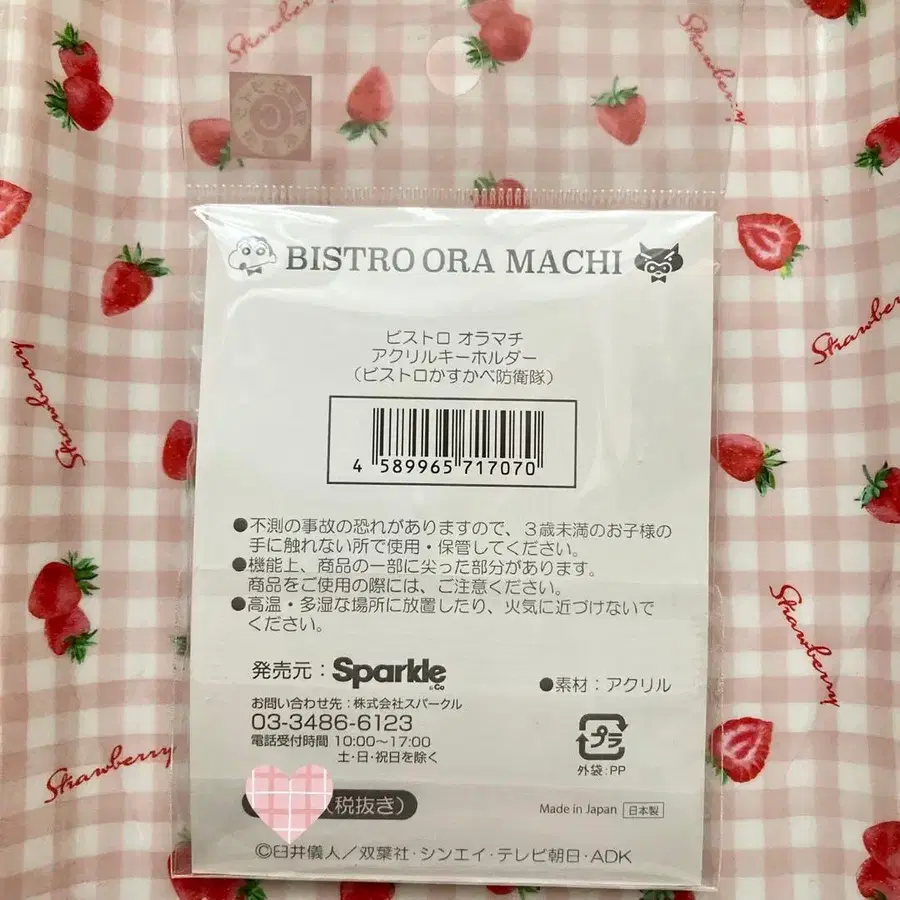 Strawberry
Strawberry
BISTRO ORA MACHI
ビストロ オラマチ
アクリルキーホルダー
（ビストロかすかべ防衛隊）
4 589965 717070
●不測の事故の恐れがありますので、３歳未満のお子様の
手に触れない所で使用・保管してください。
●機能上、商品の一部に尖った部分があります。
商品をご使用の際には、ご注意ください。
●高温・多湿な場所に放置したり、火気に近づけないで
ください。
発売元：Sparkle &Co
●素材：アクリル
お問い合わせ先：株式会社スパークル
03-3486-6123
電話受付時間 10:00〜17:00
土・日・祝日を除く
プラ
外袋：PP
(税抜き)
Made in Japan 日本製
©臼井儀人／双葉社・シンエイ・テレビ朝日・ADK
Strawberry
Strawberry
Strawberry
Strawberry